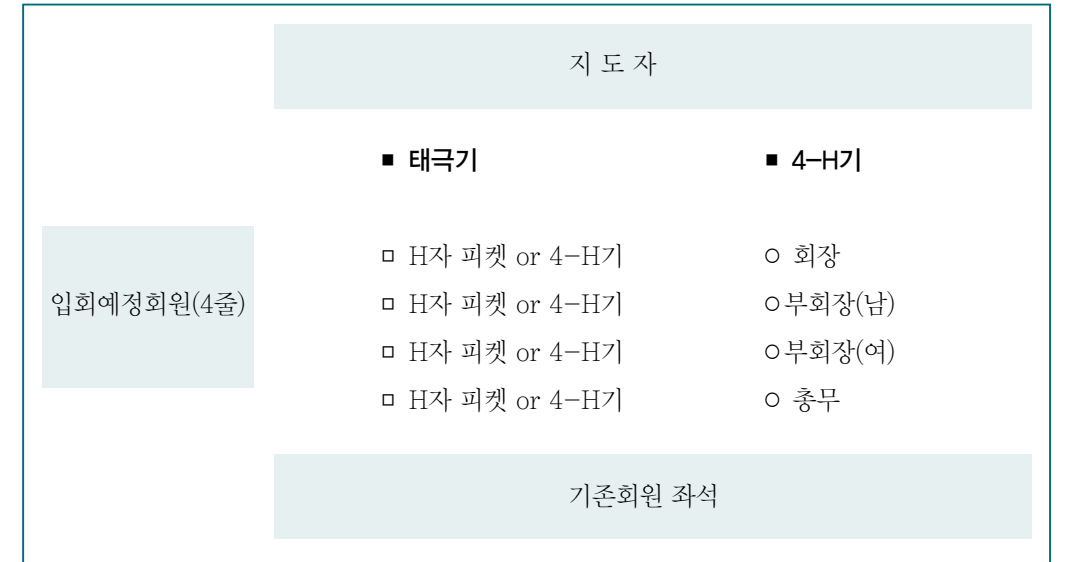 지 도 자
■ 태극기 ■ 4-H기
□ H자 피켓 or 4-H기 ○ 회장
입회예정회원(4줄) □ H자 피켓 or 4-H기 ○부회장(남)
□ H자 피켓 or 4-H기 ○부회장(여)
□ H자 피켓 or 4-H기 ○ 총무
기존회원 좌석